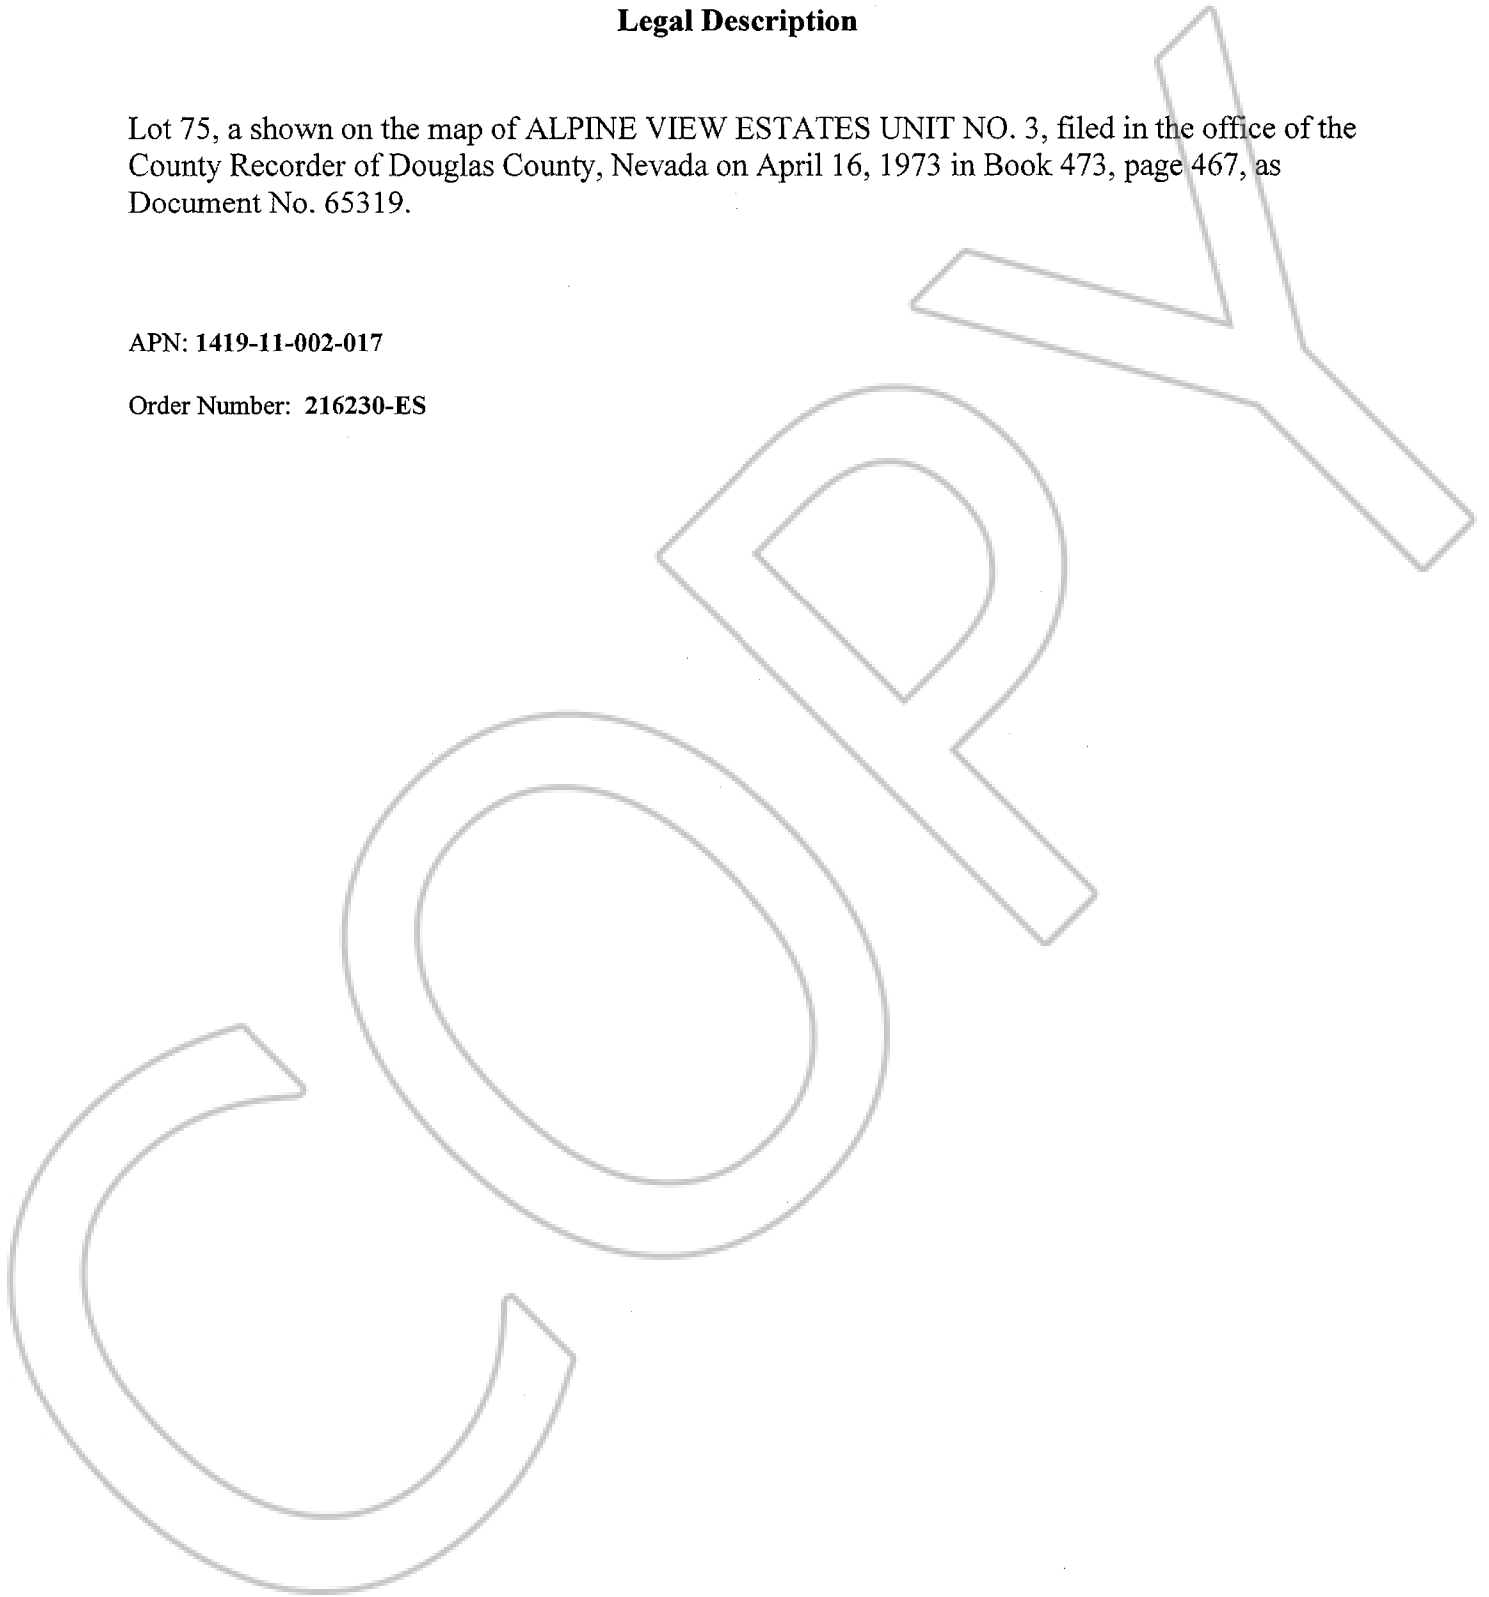 Legal Description
Lot 75, a shown on the map of ALPINE VIEW ESTATES UNIT NO. 3, filed in the office of the
County Recorder of Douglas County, Nevada on April 16, 1973 in Book 473, page 467, as
Document No. 65319.
APN: 1419-11-002-017
Order Number: 216230-ES
COPY